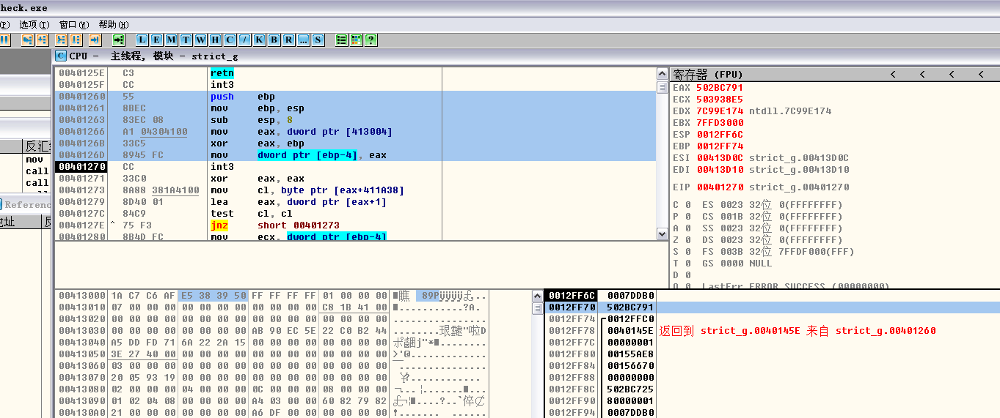 heck.exe
(P) 选项(T) 窗口(W) 帮助(H)
L E M T W H C / K B R ... S ?
C CPU - 主线程, 模块 - strict_g
0040125E C3 retn
0040125F CC int3
00401260 55 push ebp
00401261 8BEC mov ebp, esp
00401263 83EC 08 sub esp, 8
00401266 A1 04304100 mov eax, dword ptr [413004]
0040126B 33C5 xor eax, ebp
0040126D 8945 FC mov dword ptr [ebp-4], eax
00401270 CC int3
00401271 33C0 xor eax, eax
00401273 8A88 381A4100 mov cl, byte ptr [eax+411A38]
00401279 8D40 01 lea eax, dword ptr [eax+1]
0040127C 84C9 test cl, cl
0040127E ^ 75 F3 jnz short 00401273
00401280 8B4D FC mov ecx, dword ptr [ebp-4]
反汇
mov
call
call
Referenc
地址
寄存器 (FPU) < < < <
EAX 502BC791
ECX 503938E5
EDX 7C99E174 ntdll.7C99E174
EBX 7FFD3000
ESP 0012FF6C
EBP 0012FF74
ESI 00413D0C strict_g.00413D0C
EDI 00413D10 strict_g.00413D10
EIP 00401270 strict_g.00401270
C 0 ES 0023 32位 0(FFFFFFFF)
P 0 CS 001B 32位 0(FFFFFFFF)
A 0 SS 0023 32位 0(FFFFFFFF)
Z 0 DS 0023 32位 0(FFFFFFFF)
S 0 FS 003B 32位 7FFDF000(FFF)
T 0 GS 0000 NULL
D 0
O 0 LastErr ERROR_SUCCESS (00000000)
00413000 1A C7 C6 AF E5 38 39 50 FF FF FF FF 01 00 00 00
00413010 07 00 00 00 00 00 00 00 00 00 00 00 C8 1B 41 00
00413020 00 00 00 00 00 00 00 00 00 00 00 00 00 00 00 00
00413030 00 00 00 00 00 00 00 00 AB 90 EC 5E 22 C0 B2 44
00413040 A5 DD FD 71 6A 22 2A 15 00 00 00 00 00 00 00 00
00413050 3E 27 40 00 00 00 00 00 00 00 00 00 00 00 00 00
00413060 03 00 00 00 00 00 00 00 00 00 00 00 00 00 00 00
00413070 20 05 93 19 00 00 00 00 00 00 00 00 00 00 00 00
00413080 02 00 00 00 04 00 00 00 0C 00 00 00 08 00 00 00
00413090 01 02 04 08 00 00 00 00 A4 03 00 00 60 82 79 82
004130A0 21 00 00 00 00 00 00 00 A6 DF 00 00 00 00 00 00
0012FF6C 0007DDB0
0012FF70 502BC791
0012FF74 0012FFC0
0012FF78 0040145E 返回到 strict_g.0040145E 来自 strict_g.00401260
0012FF7C 00000001
0012FF80 00155AE8
0012FF84 00156670
0012FF88 00000000
0012FF8C 502BC725
0012FF90 80000001
0012FF94 0007DDB0